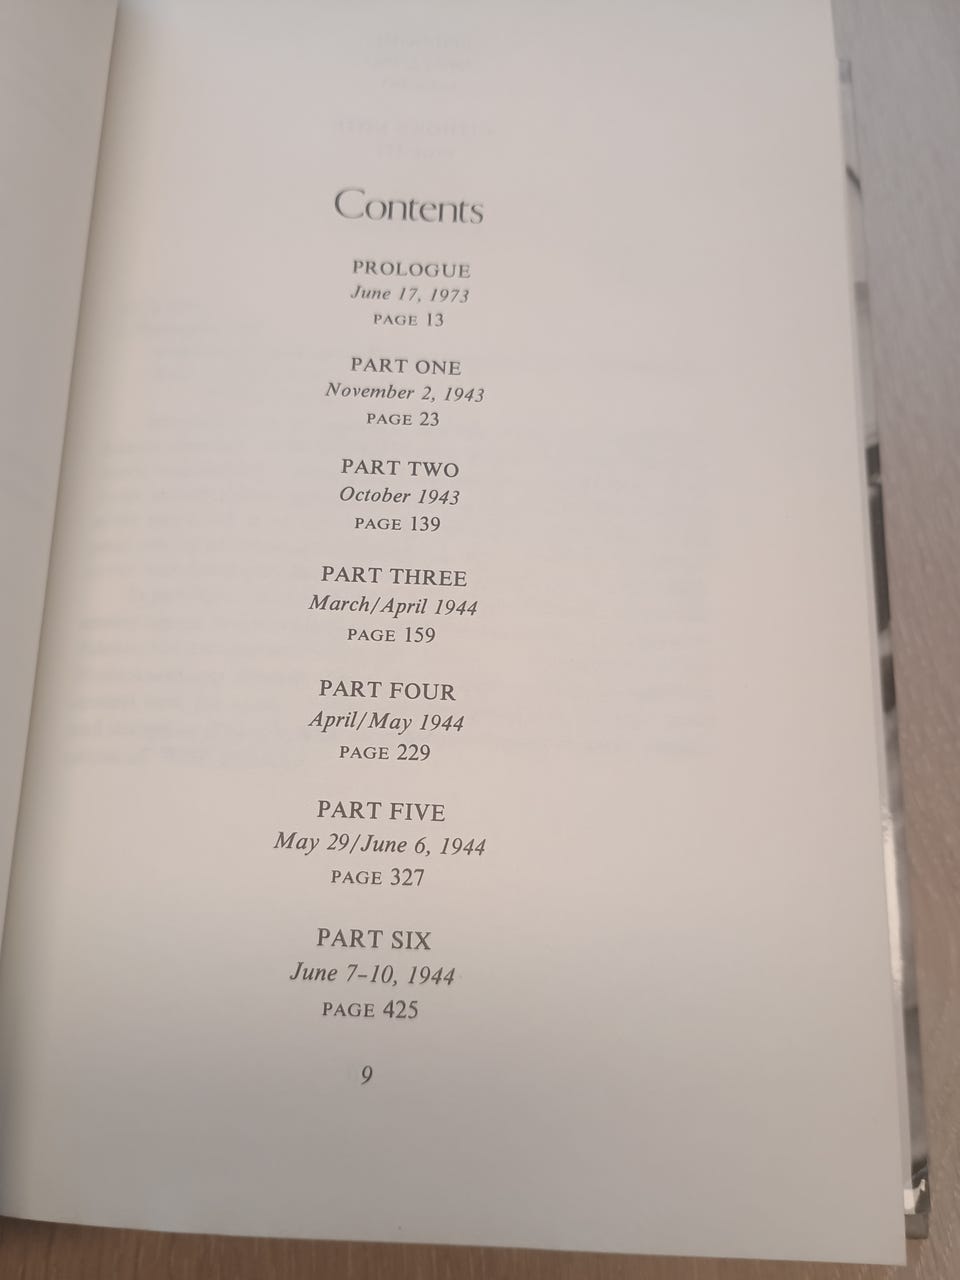 Contents
PROLOGUE
June 17, 1973
PAGE 13
PART ONE
November 2, 1943
PAGE 23
PART TWO
October 1943
PAGE 139
PART THREE
March/April 1944
PAGE 159
PART FOUR
April/May 1944
PAGE 229
PART FIVE
May 29/June 6, 1944
PAGE 327
PART SIX
June 7-10, 1944
PAGE 425
9